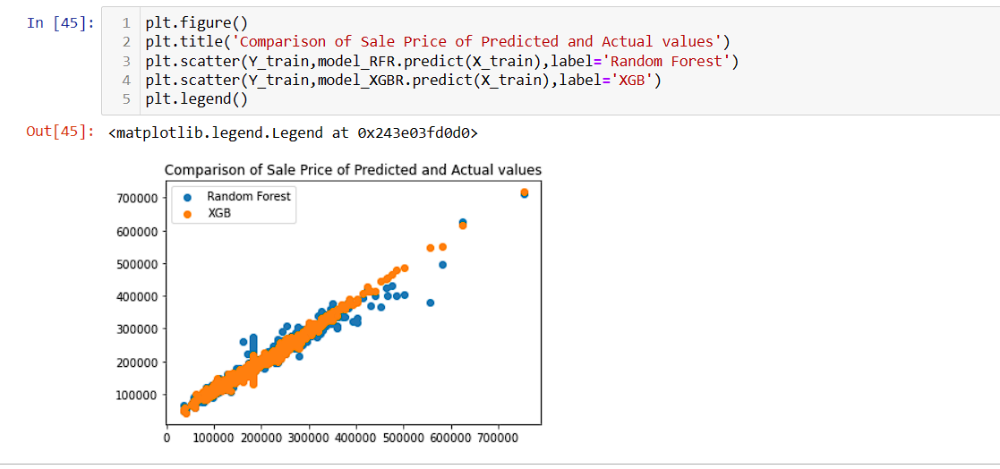 In [45]:
1 plt.figure()
2 plt.title('Comparison of Sale Price of Predicted and Actual values')
3 plt.scatter(Y_train,model_RFR.predict(X_train),label='Random Forest')
4 plt.scatter(Y_train,model_XGBR.predict(X_train),label='XGB')
5 plt.legend()
Out[45]: <matplotlib.legend.Legend at 0x243e03fd0d0>
Comparison of Sale Price of Predicted and Actual values
Random Forest
XGB
700000
600000
500000
400000
300000
200000
100000
0 100000 200000 300000 400000 500000 600000 700000